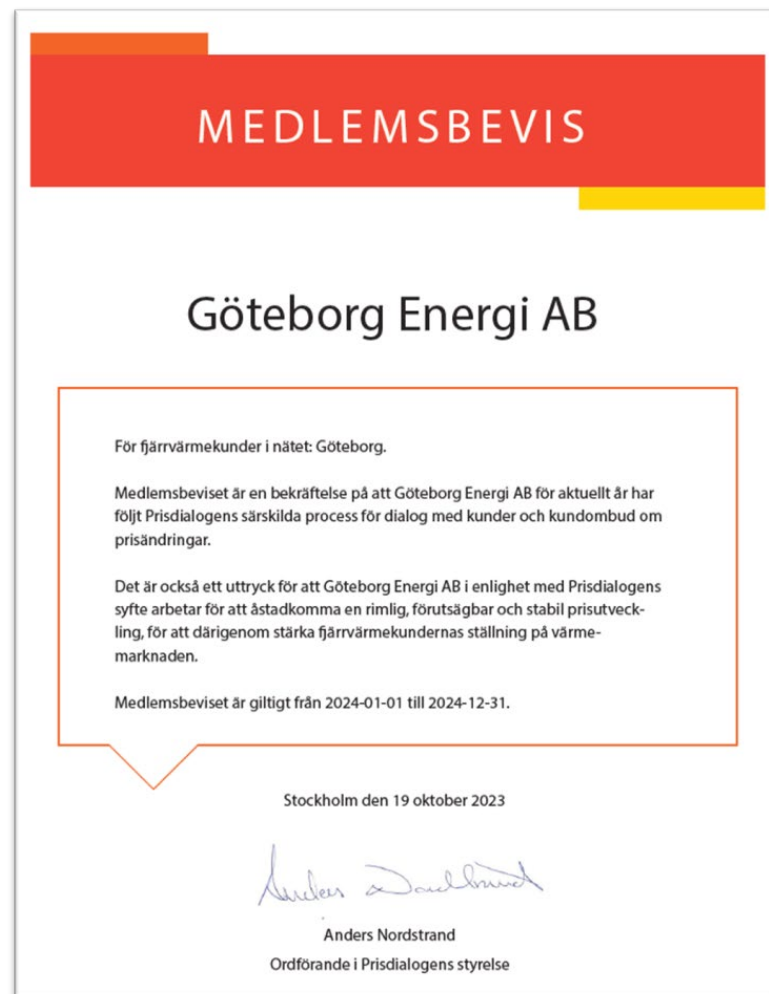 MEDLEMSBEVIS
Göteborg Energi AB
För fjärrvärmekunder i nätet: Göteborg.
Medlemsbeviset är en bekräftelse på att Göteborg Energi AB för aktuellt år har
följt Prisdialogens särskilda process för dialog med kunder och kundombud om
prisändringar.
Det är också ett uttryck för att Göteborg Energi AB i enlighet med Prisdialogens
syfte arbetar för att åstadkomma en rimlig, förutsägbar och stabil prisutveck-
ling, för att därigenom stärka fjärrvärmekundernas ställning på värme-
marknaden.
Medlemsbeviset är giltigt från 2024-01-01 till 2024-12-31.
Stockholm den 19 oktober 2023
Anders Nordstrand
Anders Nordstrand
Ordförande i Prisdialogens styrelse